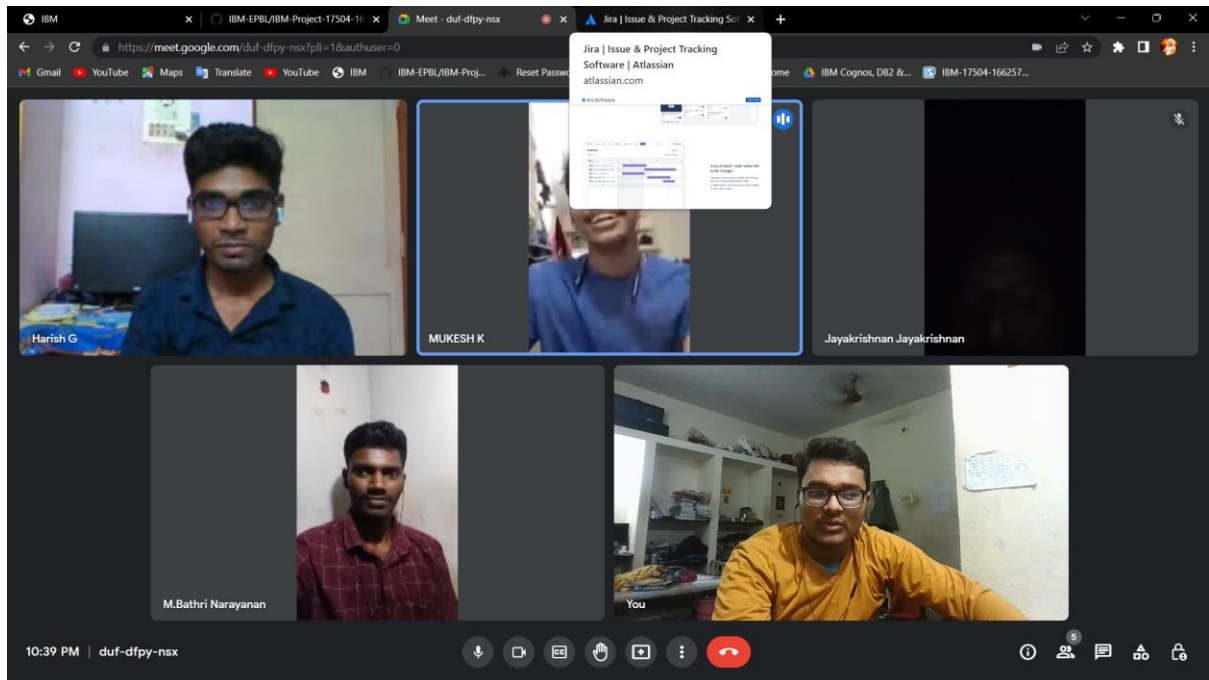 IBM
IBM-EPBL/IBM-Project-17504-16
Meet - duf-dfpy-nsx
Jira | Issue & Project Tracking Sof
https://meet.google.com/duf-dfpy-nsx?pli=1&authuser=0
Gmail
YouTube
Maps
Translate
YouTube
IBM
IBM-EPBL/IBM-Proj...
Reset Passwo
ome
IBM Cognos, DB2 &...
IBM-17504-166257...
Jira | Issue & Project Tracking
Software | Atlassian
atlassian.com
Harish G
MUKESH K
Jayakrishnan Jayakrishnan
M.Bathri Narayanan
You
10:39 PM | duf-dfpy-nsx
5